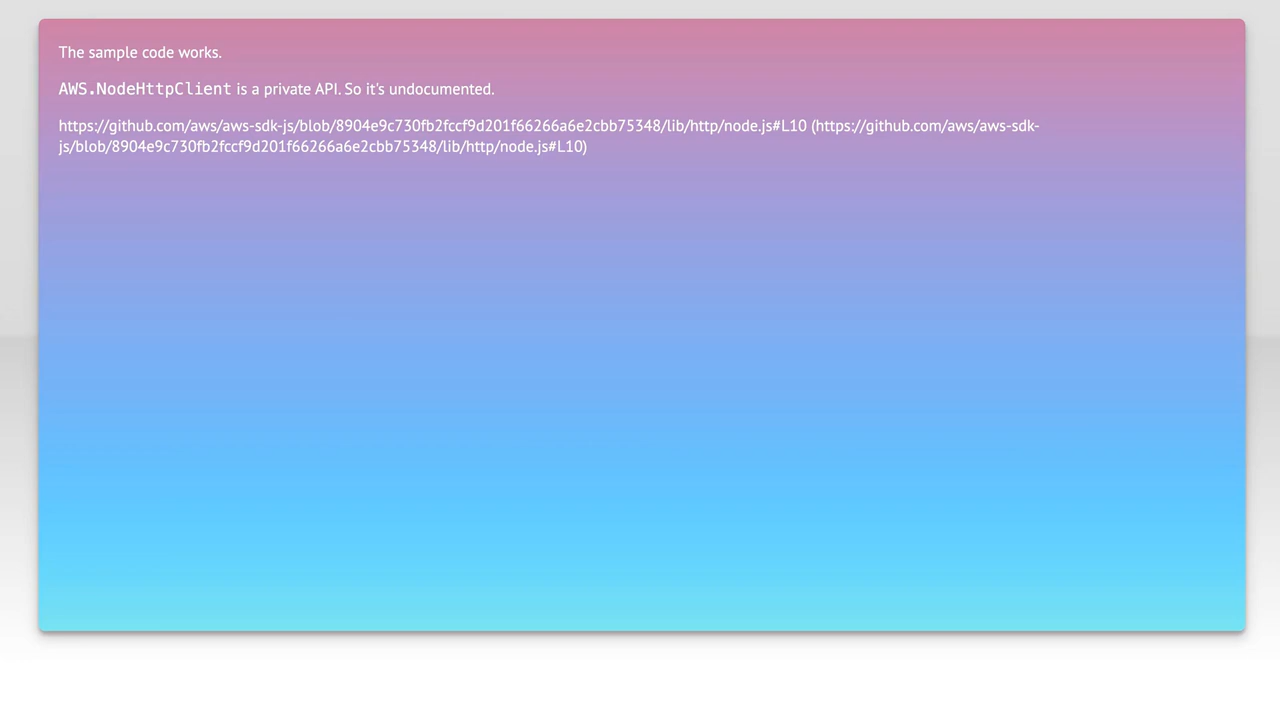 The sample code works.
AWS.NodeHttpClient is a private API. So it's undocumented.
https://github.com/aws/aws-sdk-js/blob/8904e9c730fb2fccf9d201f66266a6e2cbb75348/lib/http/node.js#L10 (https://github.com/aws/aws-sdk-
js/blob/8904e9c730fb2fccf9d201f66266a6e2cbb75348/lib/http/node.js#L10)